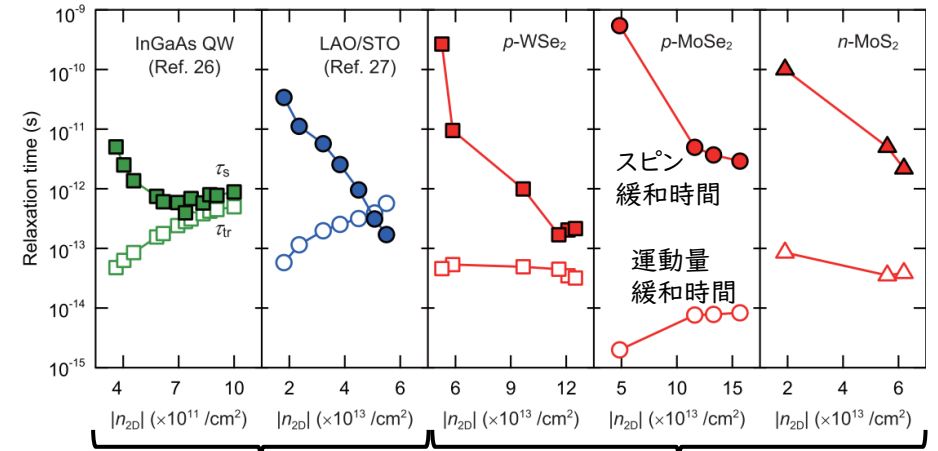 10⁻⁹
10⁻¹⁰
10⁻¹¹
10⁻¹²
10⁻¹³
10⁻¹⁴
10⁻¹⁵
Relaxation time (s)
InGaAs QW
(Ref. 26)
τs
τtr
4 7 10
|n2D| (×10¹¹ /cm²)
LAO/STO
(Ref. 27)
2 4 6
|n2D| (×10¹³ /cm²)
p-WSe₂
6 9 12
|n2D| (×10¹³ /cm²)
p-MoSe₂
スピン
緩和時間
運動量
緩和時間
5 10 15
|n2D| (×10¹³ /cm²)
n-MoS₂
2 4 6
|n2D| (×10¹³ /cm²)